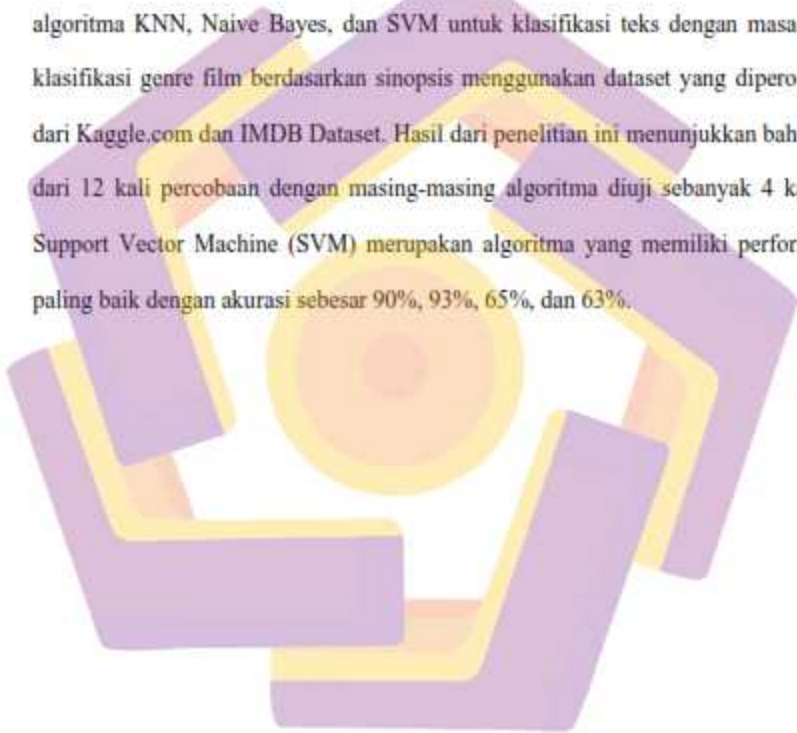 algoritma KNN, Naive Bayes, dan SVM untuk klasifikasi teks dengan masa
klasifikasi genre film berdasarkan sinopsis menggunakan dataset yang dipero
dari Kaggle.com dan IMDB Dataset. Hasil dari penelitian ini menunjukkan bah
dari 12 kali percobaan dengan masing-masing algoritma diuji sebanyak 4 k
Support Vector Machine (SVM) merupakan algoritma yang memiliki perfor
paling baik dengan akurasi sebesar 90%, 93%, 65%, dan 63%.